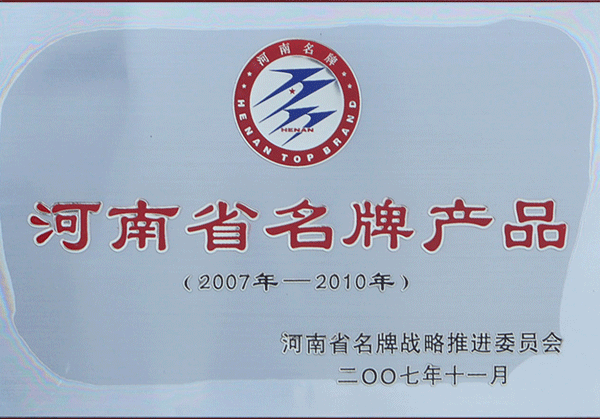 河南名牌
HENAN
HENAN TOP BRAND
河南省名牌产品
(2007年—2010年)
河南省名牌战略推进委员会
二〇〇七年十一月